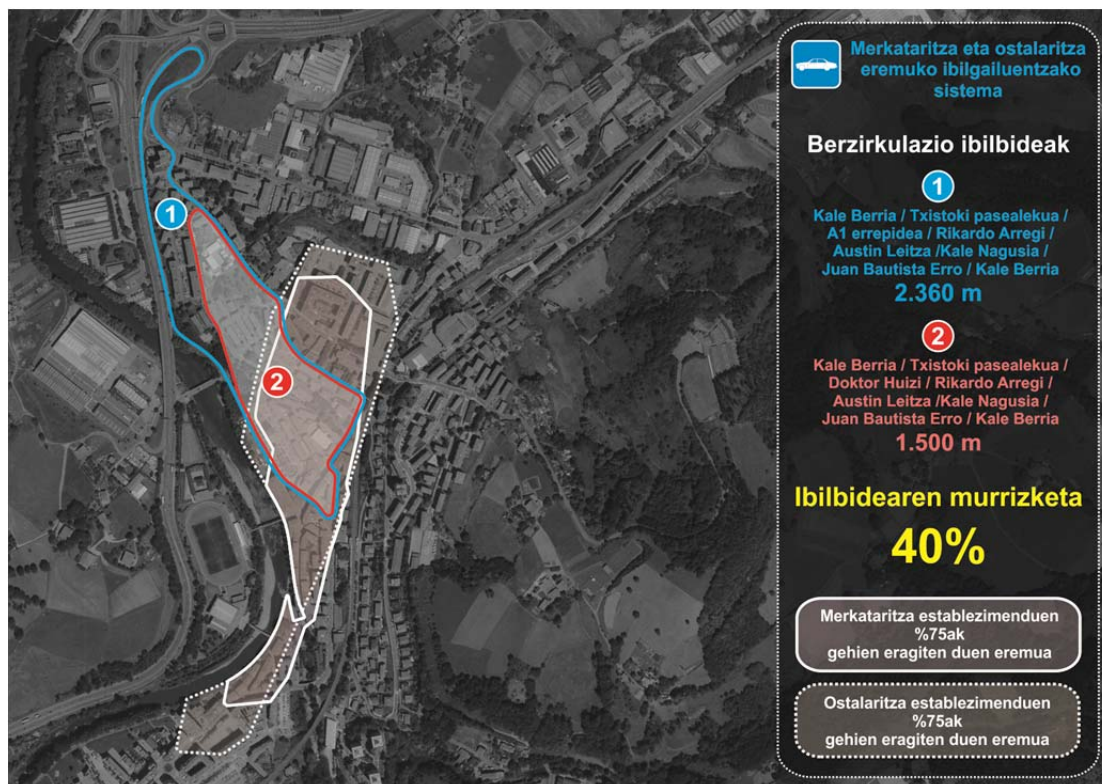 Merkataritza eta ostalaritza
eremuko ibilgailuentzako
sistema
Berzirkulazio ibilbideak
1
Kale Berria / Txistoki pasealekua /
A1 errepidea / Rikardo Arregi /
Austin Leitza /Kale Nagusia /
Juan Bautista Erro / Kale Berria
2.360 m
2
Kale Berria / Txistoki pasealekua /
Doktor Huizi / Rikardo Arregi /
Austin Leitza /Kale Nagusia /
Juan Bautista Erro / Kale Berria
1.500 m
Ibilbidearen murrizketa
40%
Merkataritza establezimenduen
%75ak
gehien eragiten duen eremua
Ostalaritza establezimenduen
%75ak
gehien eragiten duen eremua
1
2